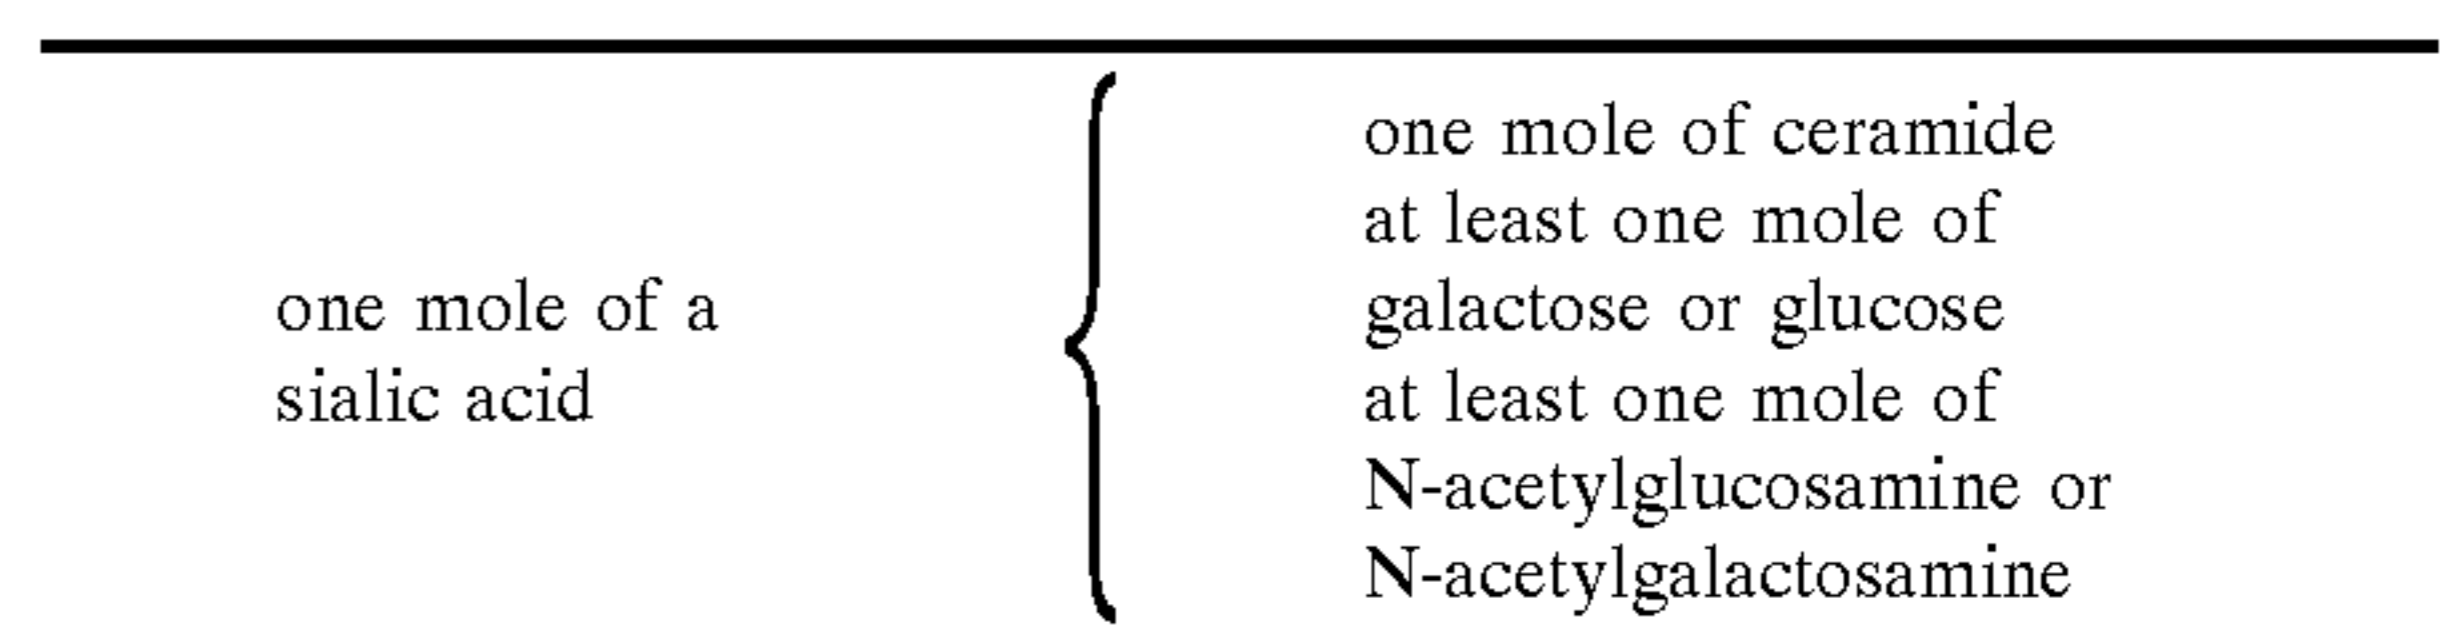 one mole of a
sialic acid
one mole of ceramide
at least one mole of
galactose or glucose
at least one mole of
N-acetylglucosamine or
N-acetylgalactosamine